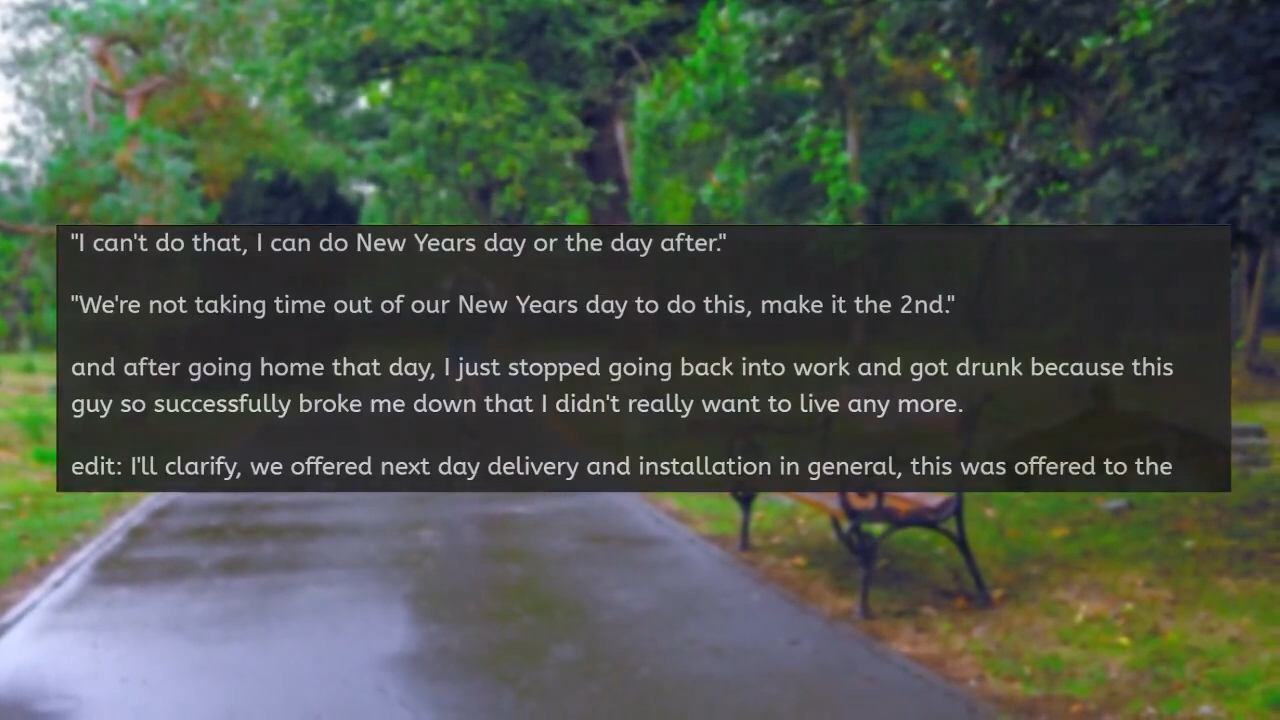 "I can't do that, I can do New Years day or the day after."
"We're not taking time out of our New Years day to do this, make it the 2nd."
and after going home that day, I just stopped going back into work and got drunk because this
guy so successfully broke me down that I didn't really want to live any more.
edit: I'll clarify, we offered next day delivery and installation in general, this was offered to the